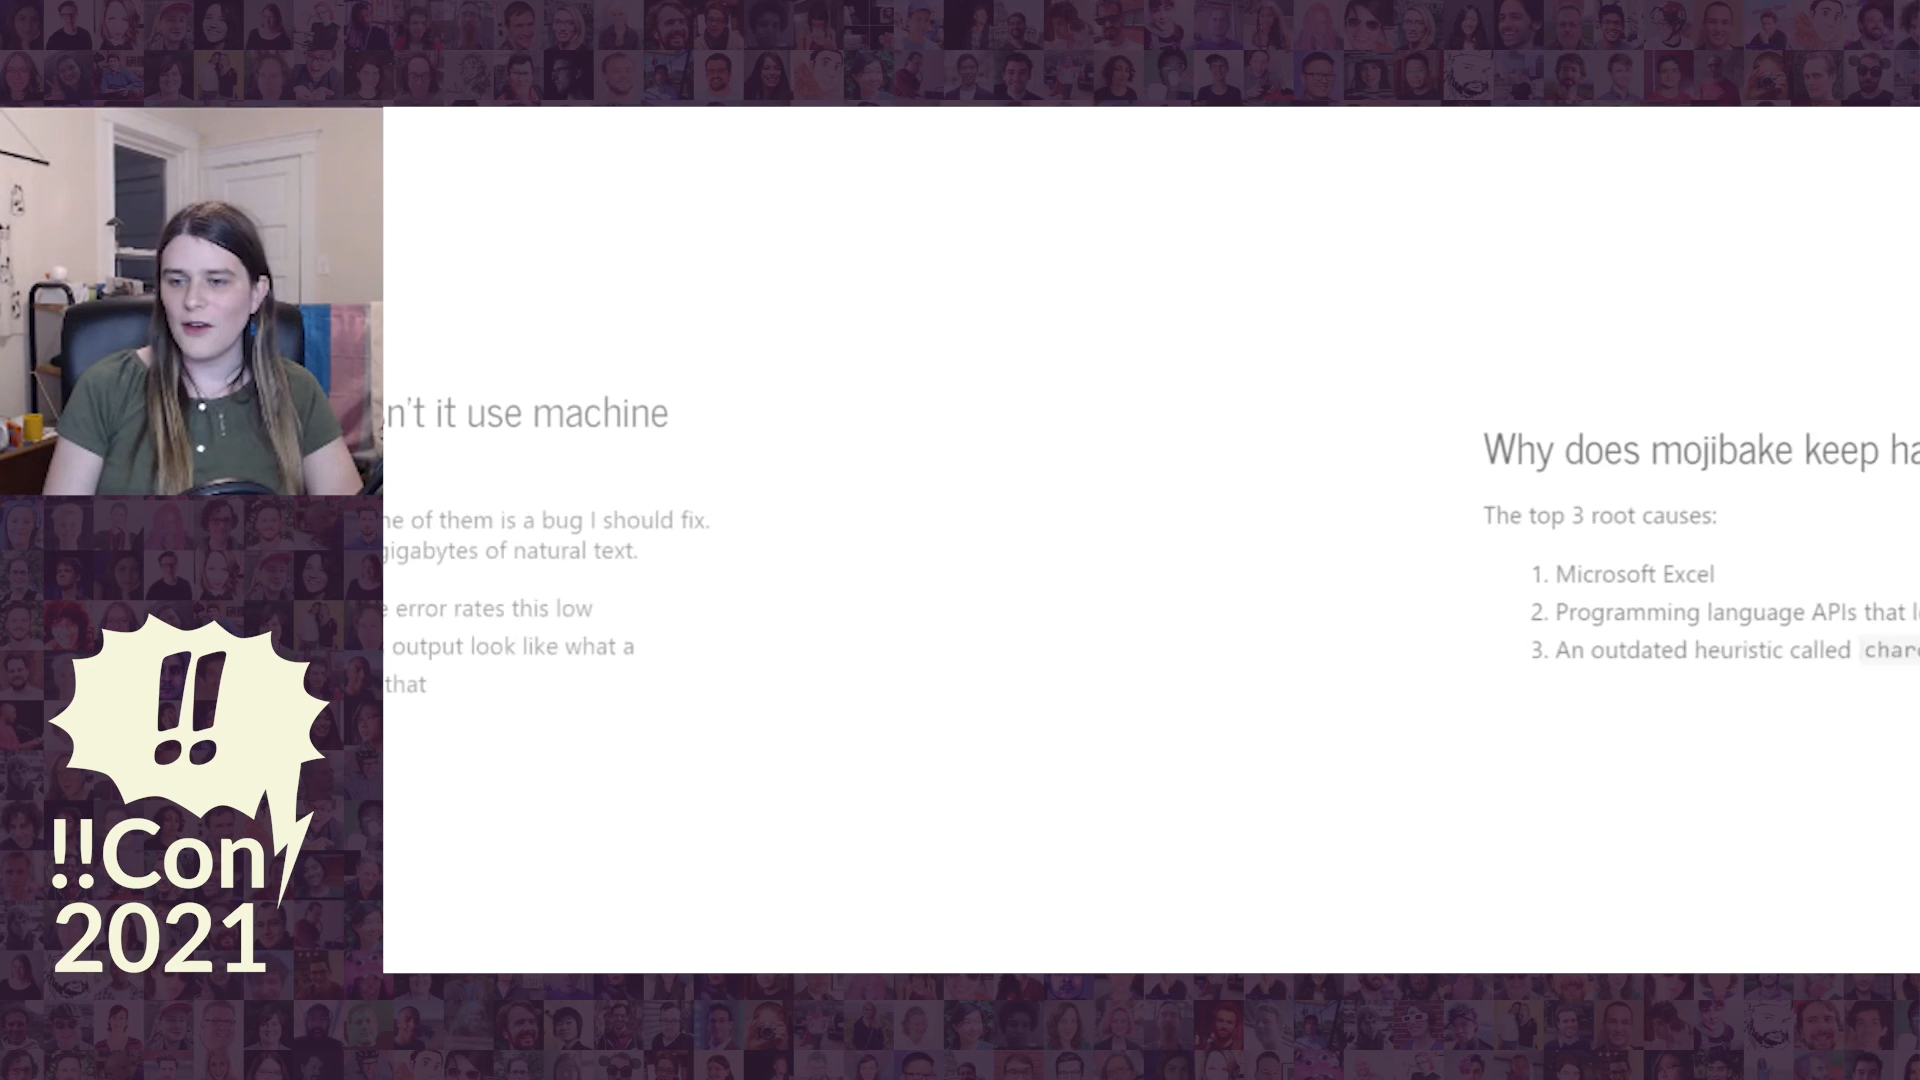 n't it use machine
ne of them is a bug I should fix.
gigabytes of natural text.
e error rates this low
output look like what a
that
Why does mojibake keep ha
The top 3 root causes:
1. Microsoft Excel
2. Programming language APIs that l
3. An outdated heuristic called char
!!
!!Con
2021